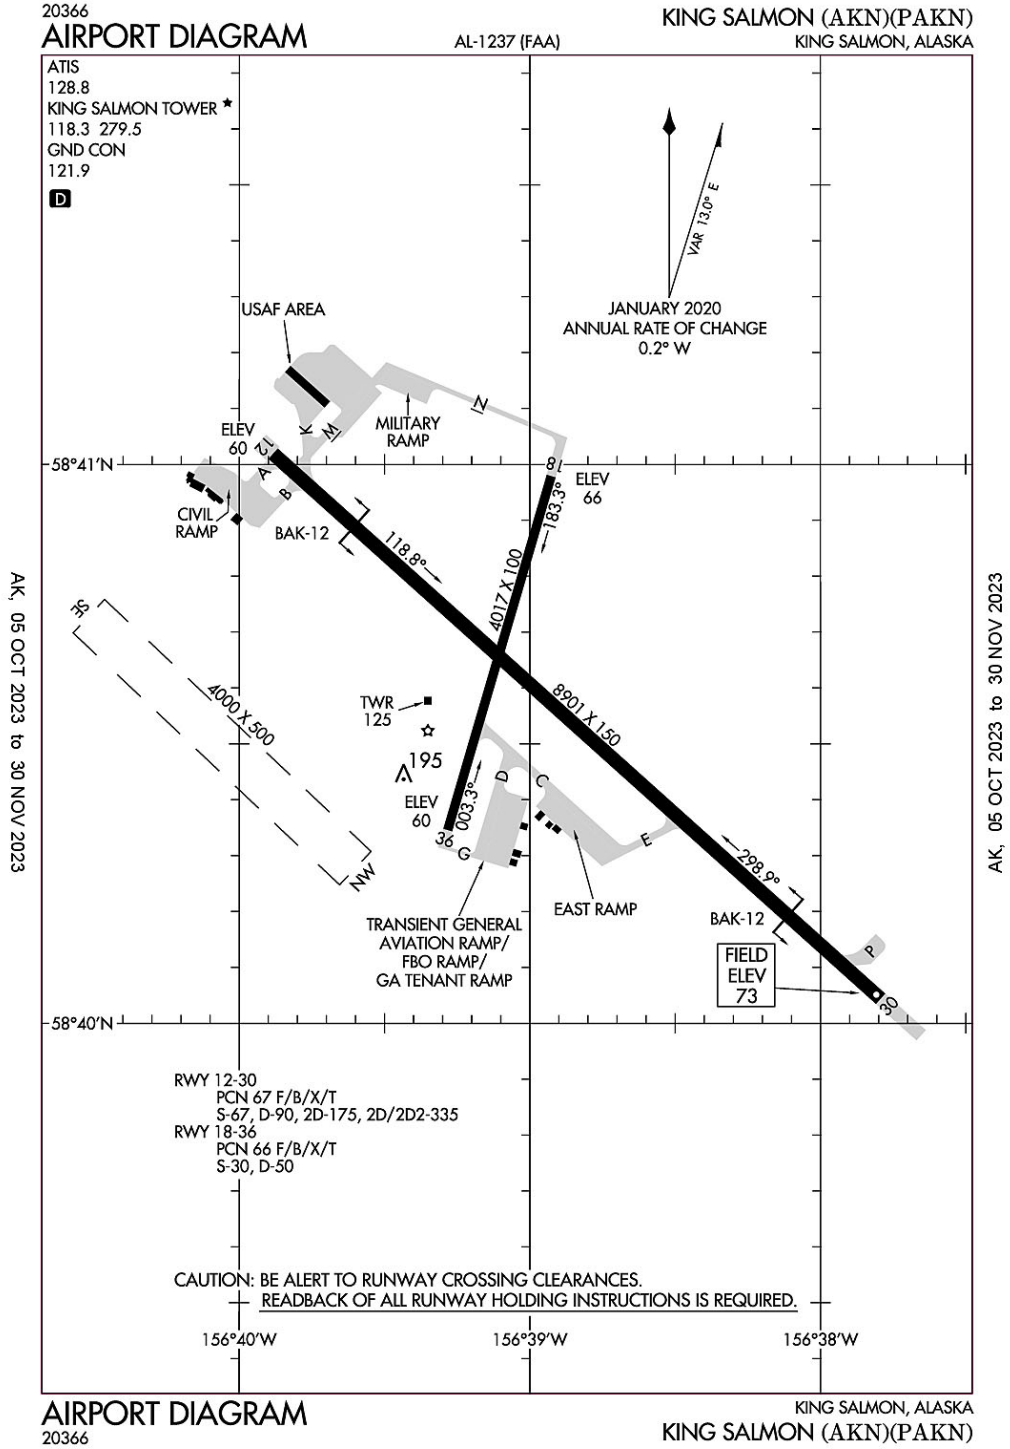 20366
AIRPORT DIAGRAM
AL-1237 (FAA)
KING SALMON (AKN)(PAKN)
KING SALMON, ALASKA
ATIS
128.8
KING SALMON TOWER
118.3 279.5
GND CON
121.9
D
VAR 13.0° E
JANUARY 2020
ANNUAL RATE OF CHANGE
0.2° W
USAF AREA
MILITARY
RAMP
Z1
K
M
ELEV
60
12
A
B
58°41'N
CIVIL
RAMP
BAK-12
118.8°
18
ELEV
66
183.3°
4017 X 100
AK, 05 OCT 2023 to 30 NOV 2023
AK, 05 OCT 2023 to 30 NOV 2023
SE
4000 X 500
NW
TWR
125
195
8901 X 150
ELEV
60
003.3°
36
G
D
C
E
298.9°
EAST RAMP
BAK-12
TRANSIENT GENERAL
AVIATION RAMP/
FBO RAMP/
GA TENANT RAMP
FIELD
ELEV
73
P
30
58°40'N
RWY 12-30
PCN 67 F/B/X/T
S-67, D-90, 2D-175, 2D/2D2-335
RWY 18-36
PCN 66 F/B/X/T
S-30, D-50
CAUTION: BE ALERT TO RUNWAY CROSSING CLEARANCES.
READBACK OF ALL RUNWAY HOLDING INSTRUCTIONS IS REQUIRED.
156°40'W
156°39'W
156°38'W
AIRPORT DIAGRAM
20366
KING SALMON, ALASKA
KING SALMON (AKN)(PAKN)